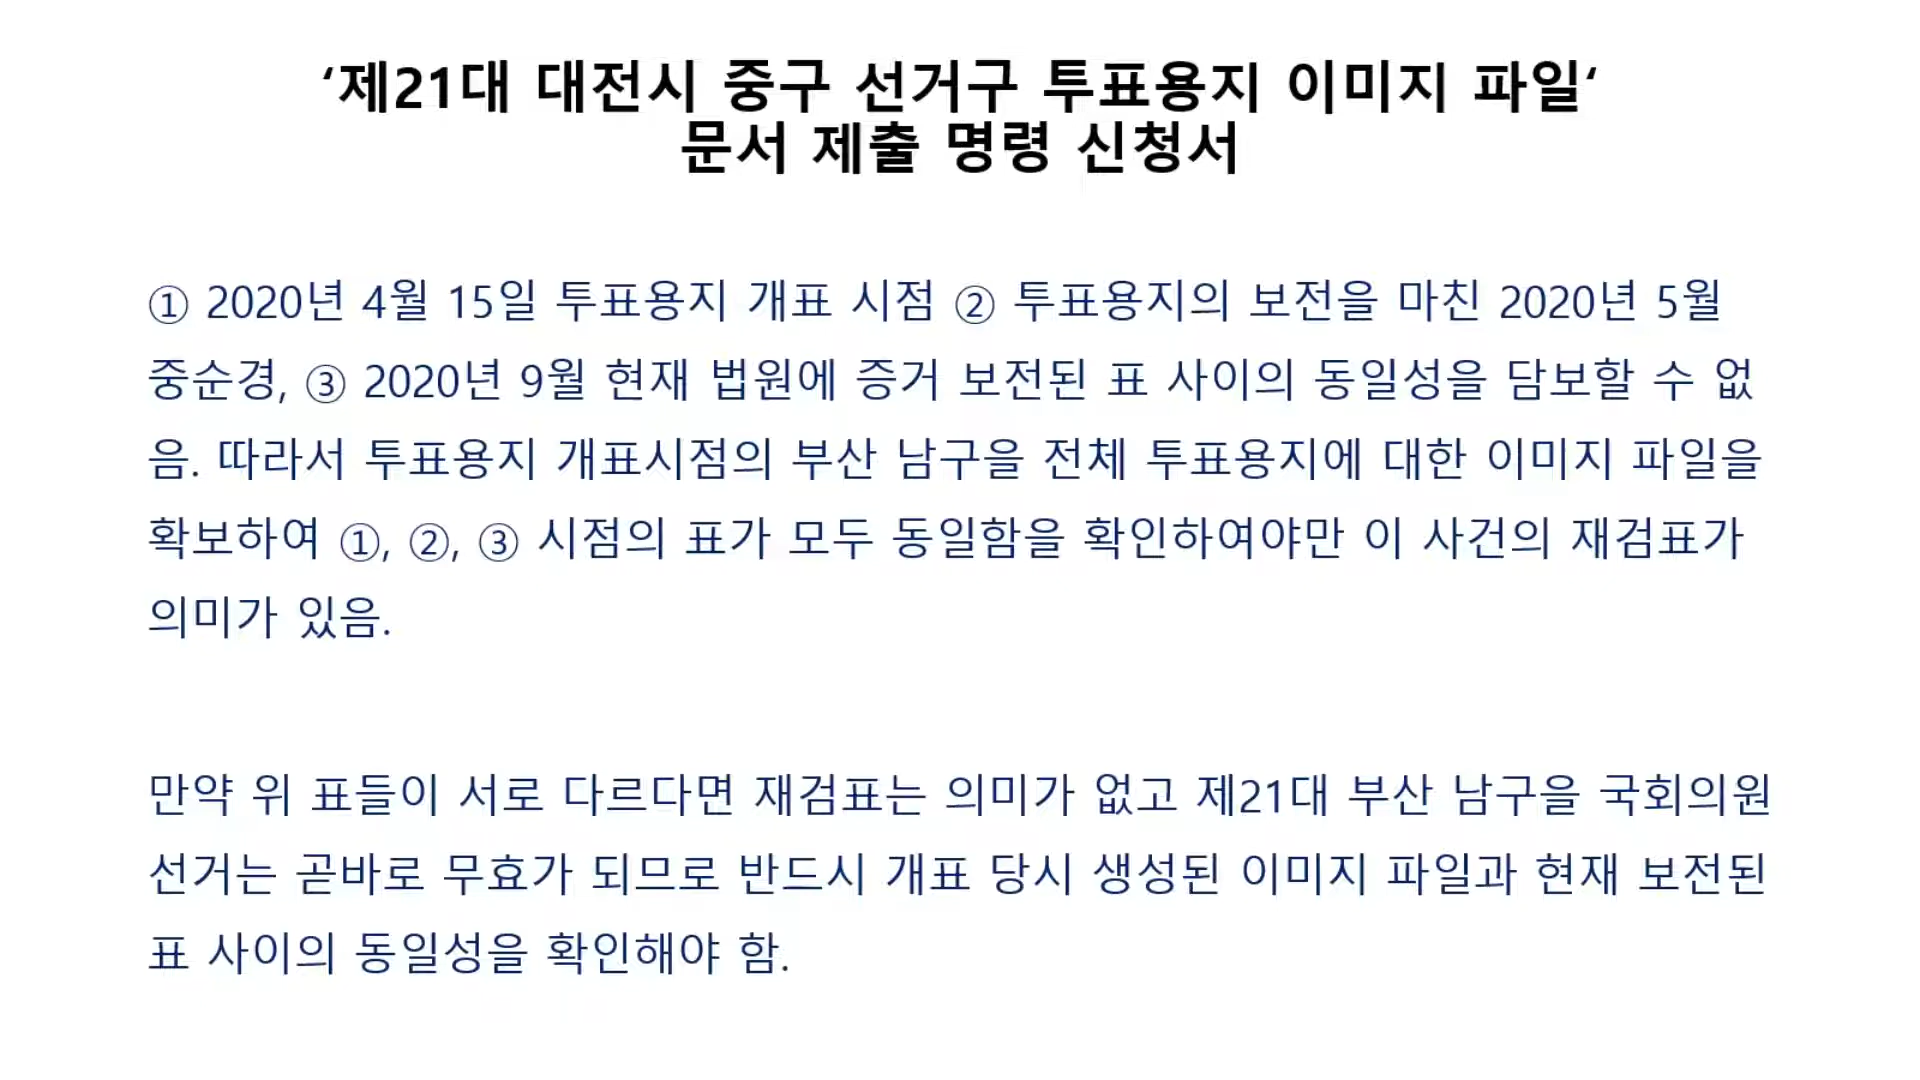 ‘제21대 대전시 중구 선거구 투표용지 이미지 파일‘
문서 제출 명령 신청서
① 2020년 4월 15일 투표용지 개표 시점 ② 투표용지의 보전을 마친 2020년 5월
중순경, ③ 2020년 9월 현재 법원에 증거 보전된 표 사이의 동일성을 담보할 수 없
음. 따라서 투표용지 개표시점의 부산 남구을 전체 투표용지에 대한 이미지 파일을
확보하여 ①, ②, ③ 시점의 표가 모두 동일함을 확인하여야만 이 사건의 재검표가
의미가 있음.
만약 위 표들이 서로 다르다면 재검표는 의미가 없고 제21대 부산 남구을 국회의원
선거는 곧바로 무효가 되므로 반드시 개표 당시 생성된 이미지 파일과 현재 보전된
표 사이의 동일성을 확인해야 함.